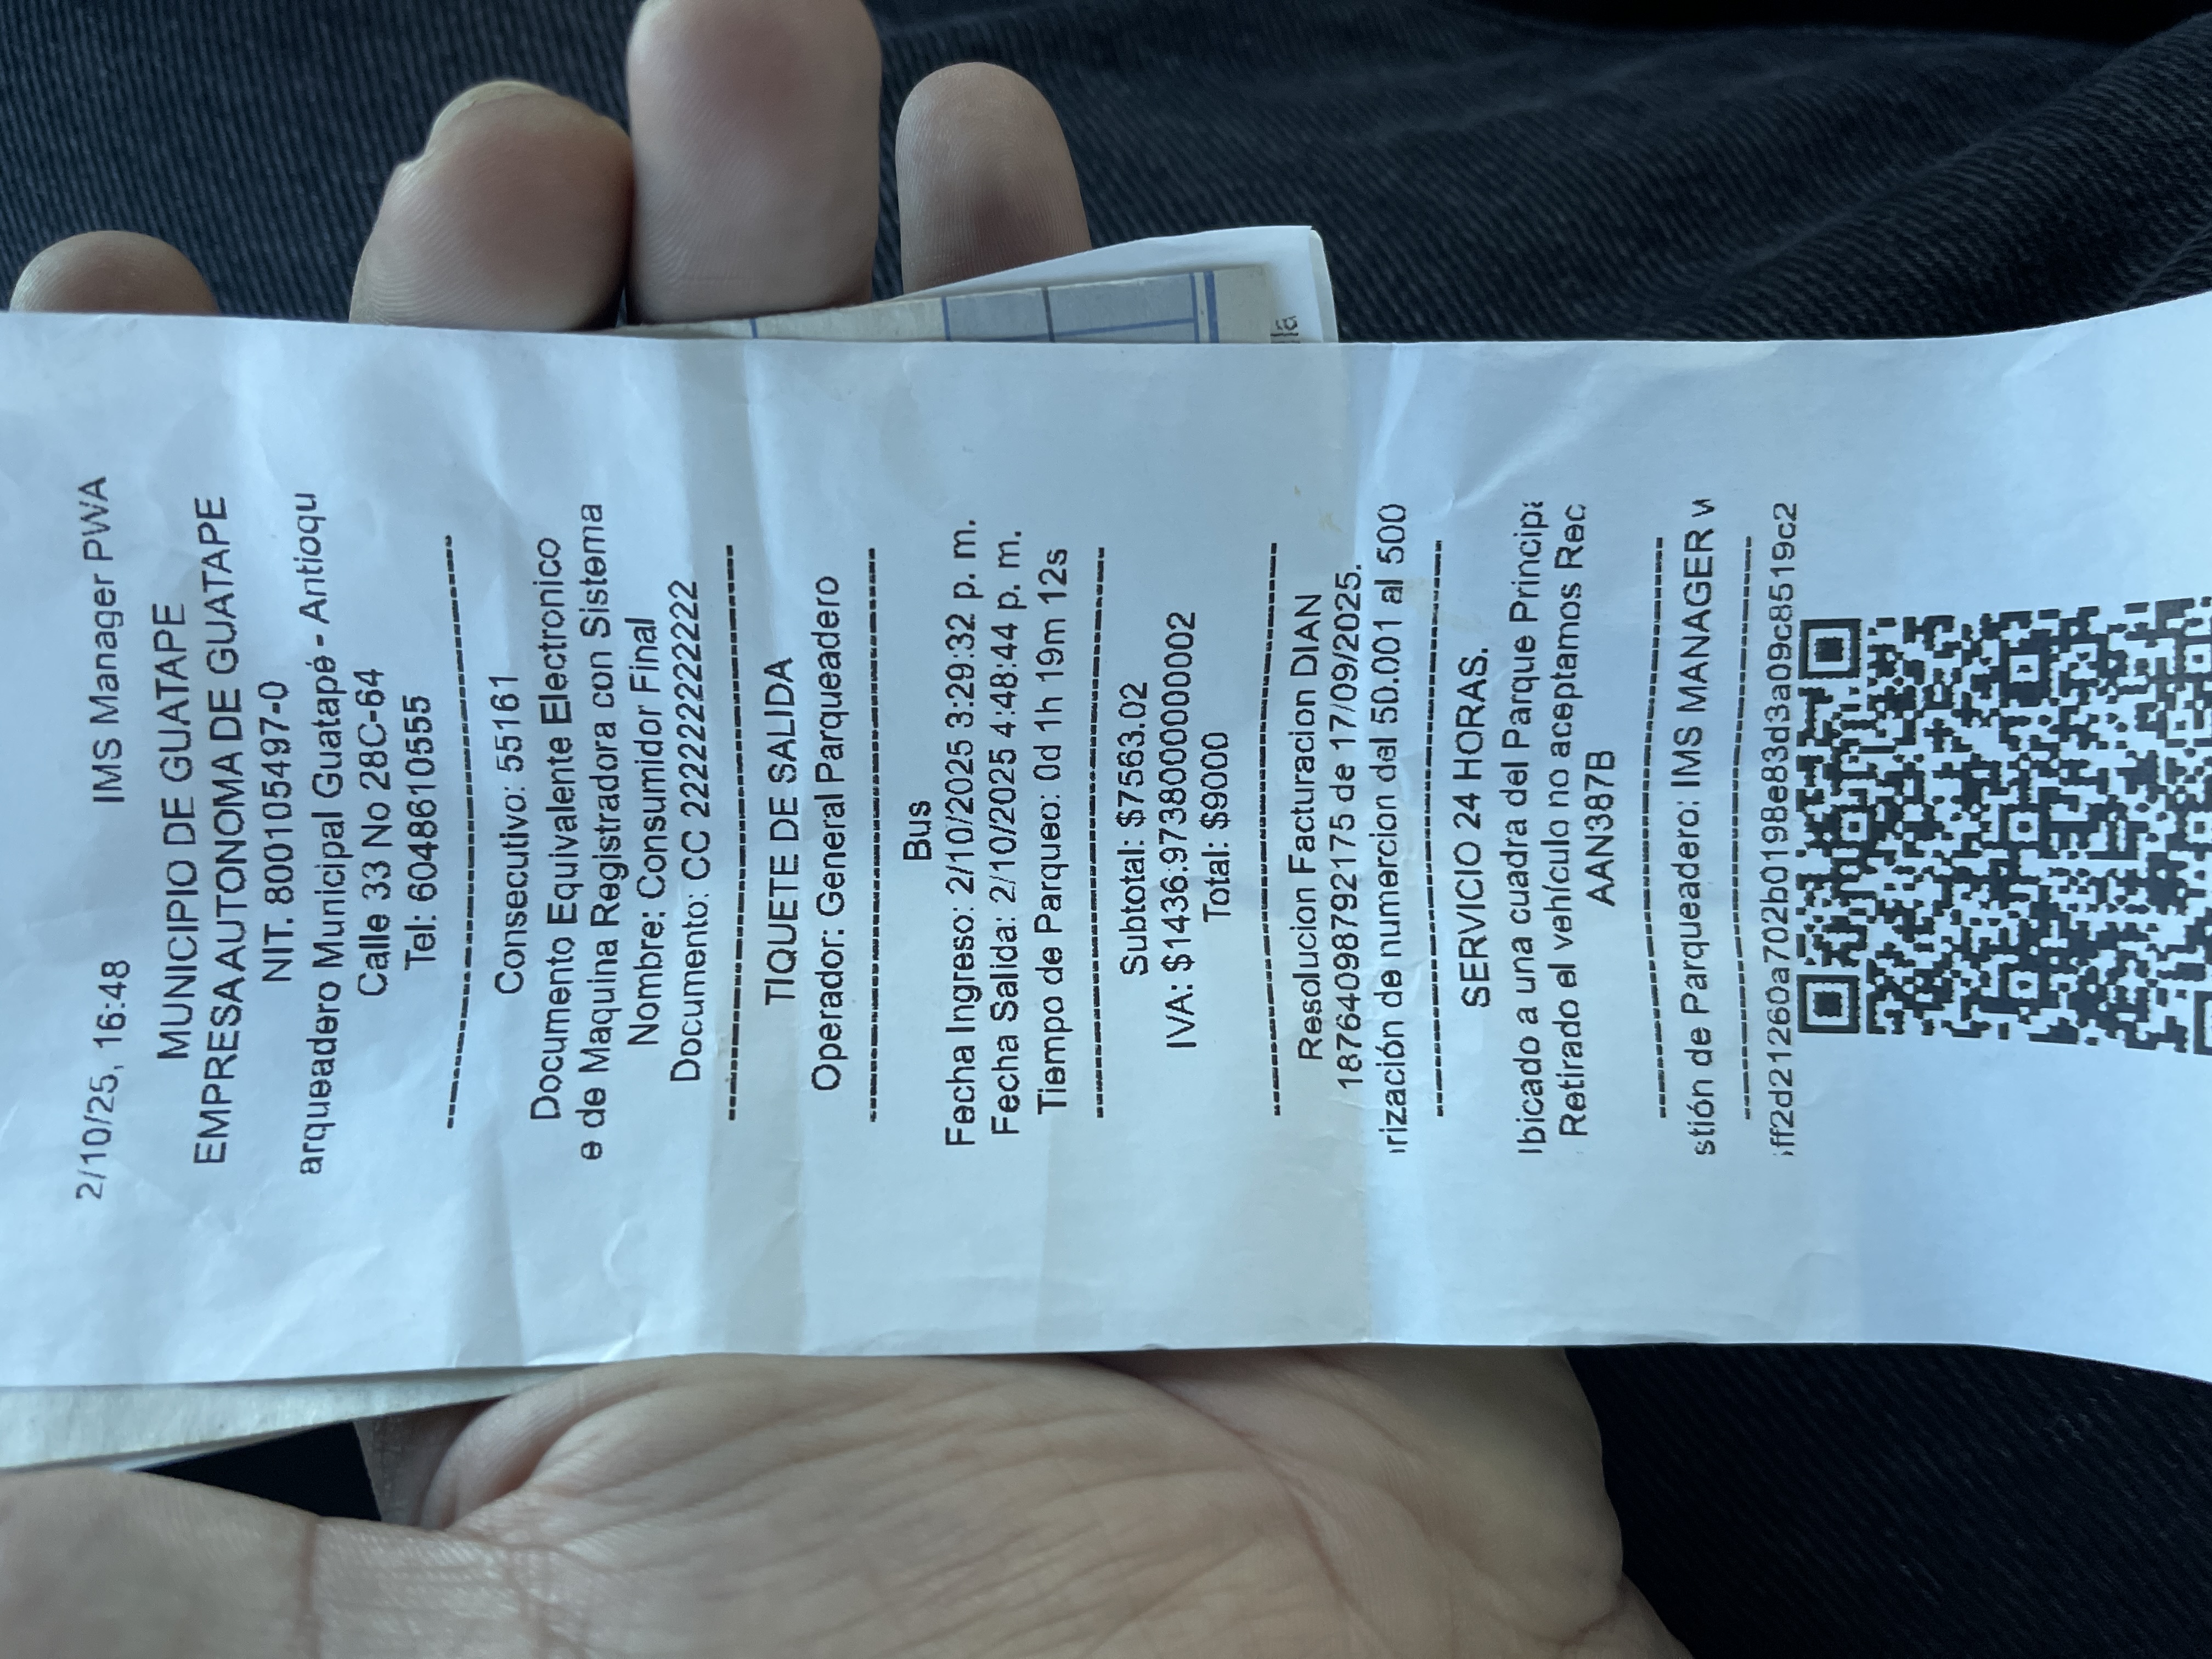 2/10/25, 16:48 IMS Manager PWA
MUNICIPIO DE GUATAPE
EMPRESA AUTONOMA DE GUATAPE
NIT. 800105497-0
arqueadero Municipal Guatapé - Antioqu
Calle 33 No 28C-64
Tel: 6048610555
Consecutivo: 55161
Documento Equivalente Electronico
e de Maquina Registradora con Sistema
Nombre: Consumidor Final
Documento: CC 222222222222
TIQUETE DE SALIDA
Operador: General Parqueadero
Bus
Fecha Ingreso: 2/10/2025 3:29:32 p. m.
Fecha Salida: 2/10/2025 4:48:44 p. m.
Tiempo de Parqueo: 0d 1h 19m 12s
Subtotal: $7563.02
IVA: $1436.9738000000002
Total: $9000
Resolucion Facturacion DIAN
18764098792175 de 17/09/2025.
rización de numercion del 50.001 al 500
SERVICIO 24 HORAS.
bicado a una cuadra del Parque Principa
Retirado el vehículo no aceptamos Rec
AAN387B
stión de Parqueadero: IMS MANAGER
ff2d21260a702b0198e83d3a09c8519c2
la